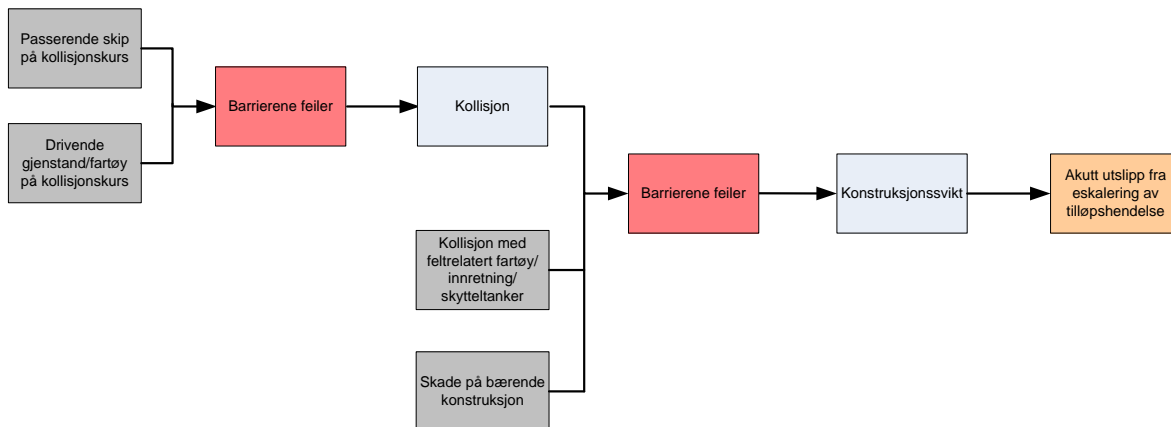 Passerende skip
på kollisjonskurs
Drivende
gjenstand/fartøy
på kollisjonskurs
Barrierene feiler
Kollisjon
Kollisjon med
feltrelatert fartøy/
innretning/
skytteltanker
Skade på bærende
konstruksjon
Barrierene feiler
Konstruksjonssvikt
Akutt utslipp fra
eskalering av
tilløpshendelse